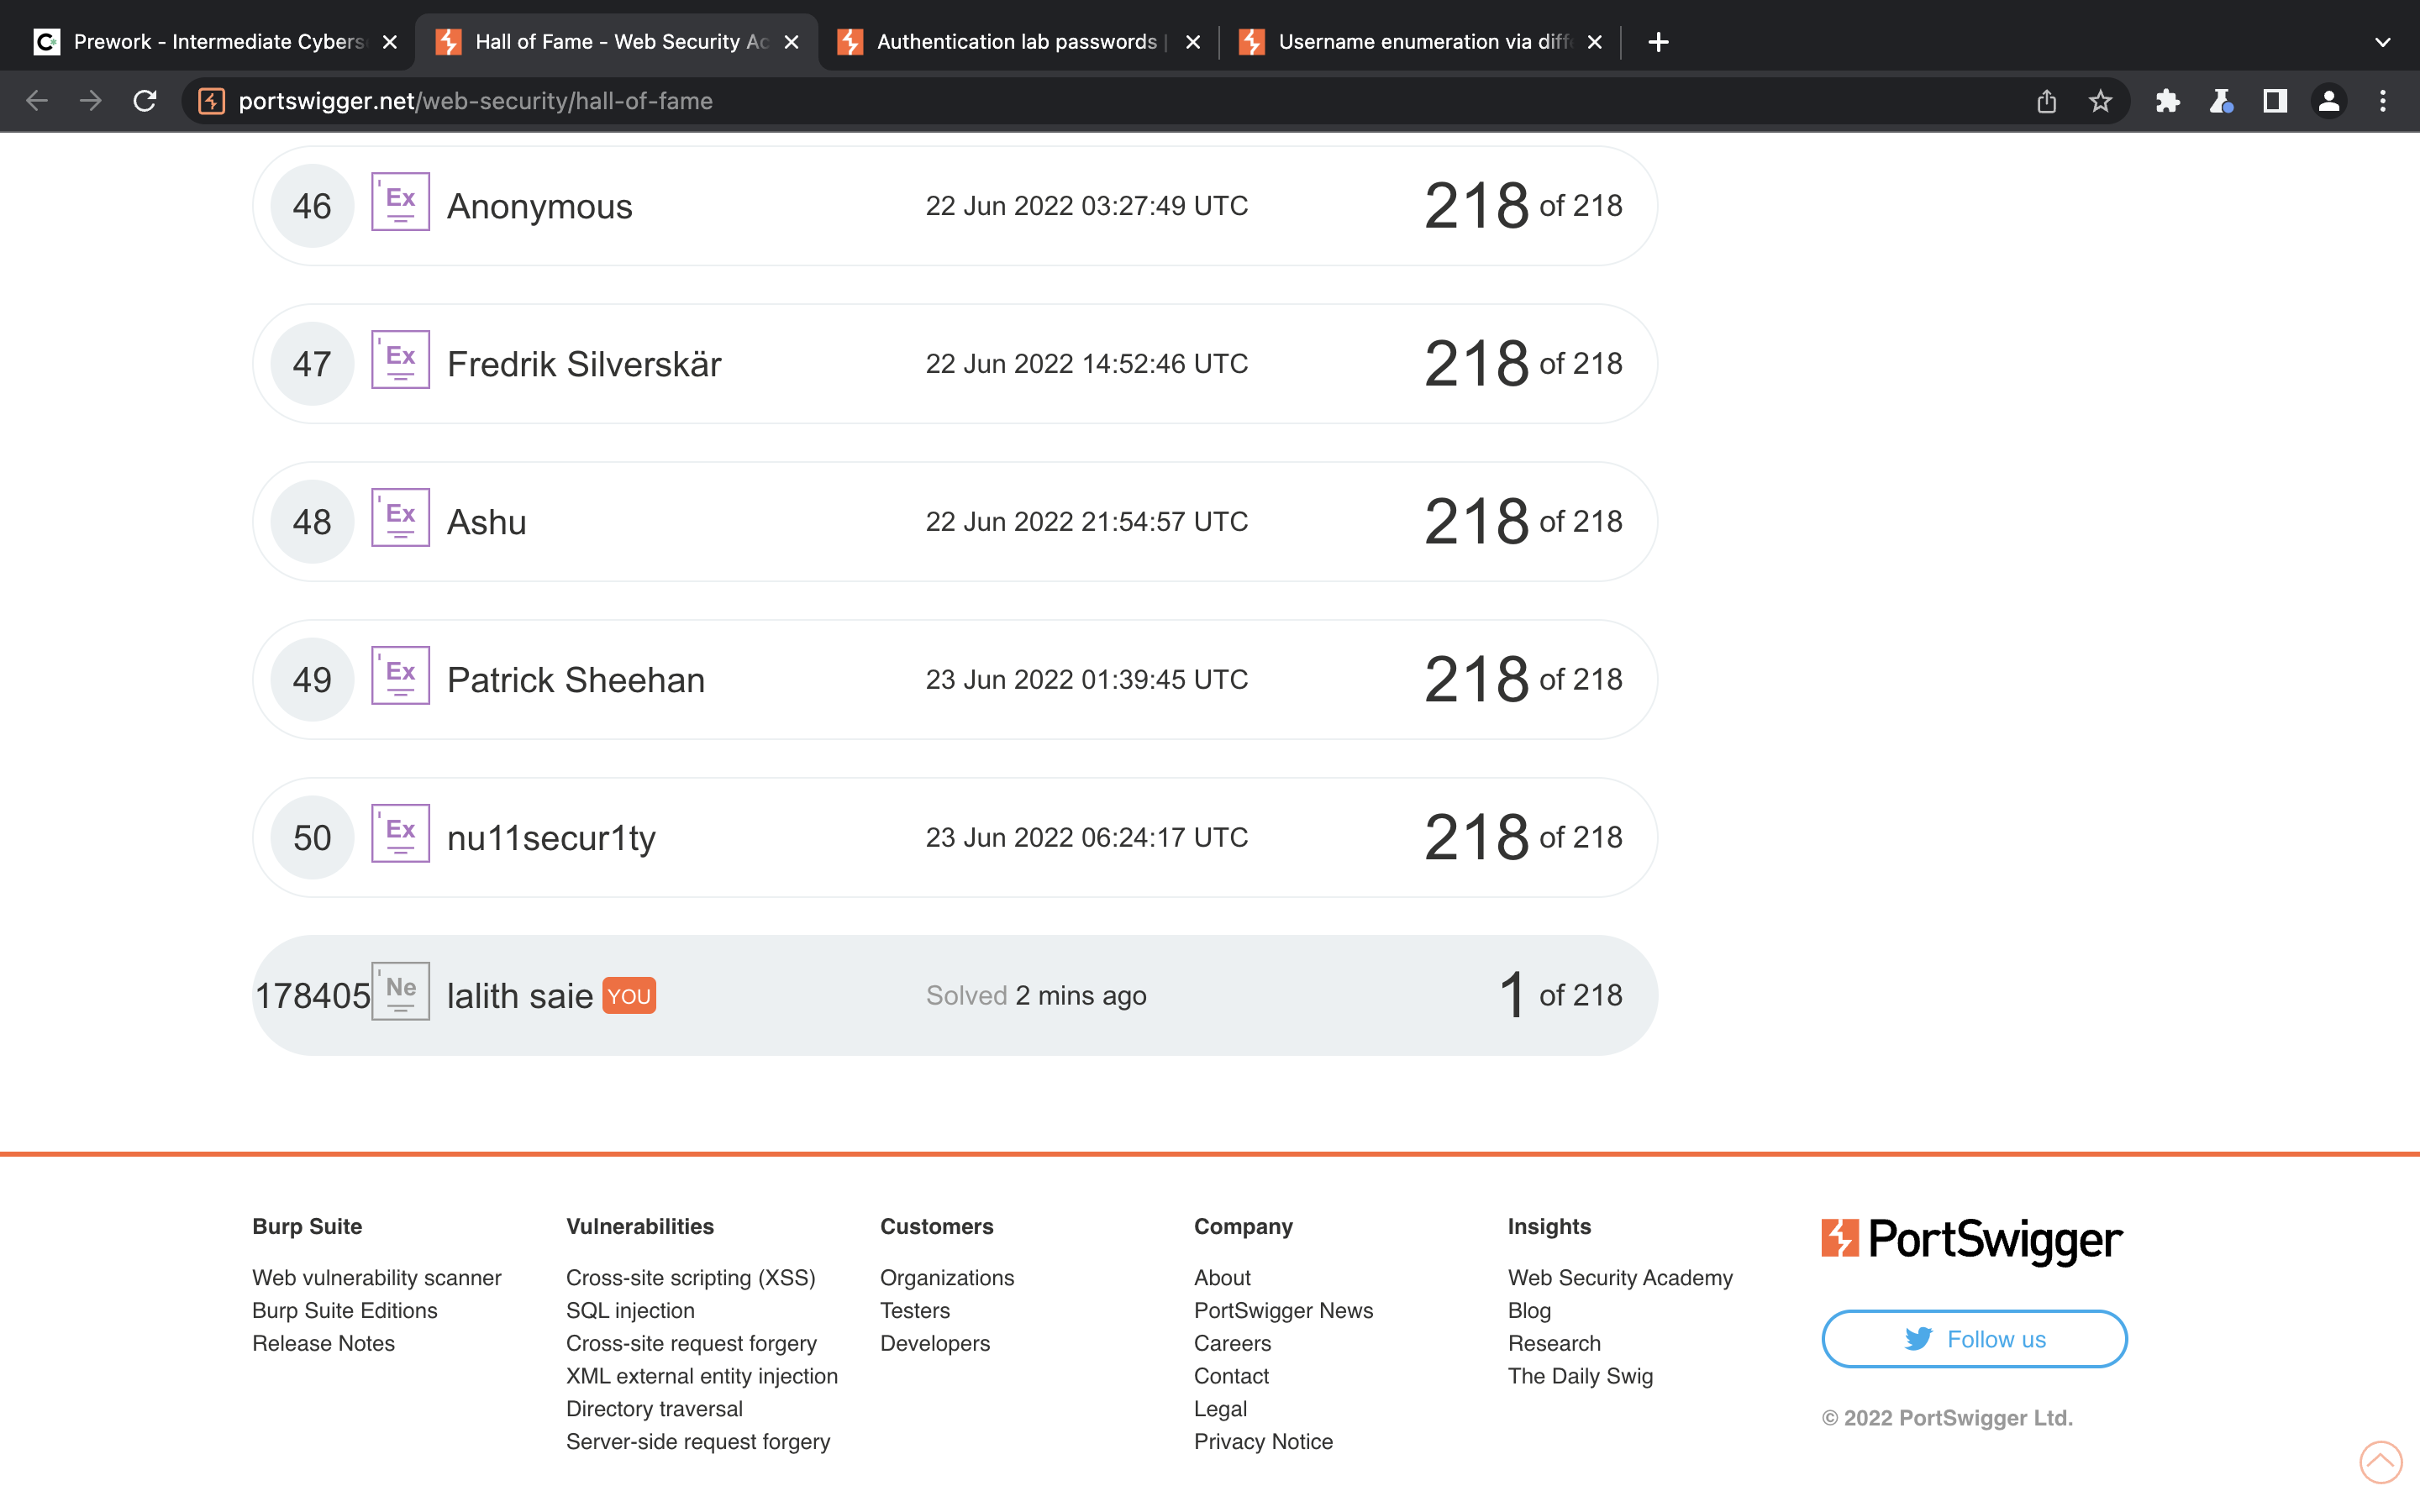 Prework - Intermediate Cybers
Hall of Fame - Web Security Ac
Authentication lab passwords |
Username enumeration via diffe
portswigger.net/web-security/hall-of-fame
46 Ex Anonymous 22 Jun 2022 03:27:49 UTC 218 of 218
47 Ex Fredrik Silverskär 22 Jun 2022 14:52:46 UTC 218 of 218
48 Ex Ashu 22 Jun 2022 21:54:57 UTC 218 of 218
49 Ex Patrick Sheehan 23 Jun 2022 01:39:45 UTC 218 of 218
50 Ex nu11secur1ty 23 Jun 2022 06:24:17 UTC 218 of 218
178405 Ne lalith saie YOU Solved 2 mins ago 1 of 218
Burp Suite
Web vulnerability scanner
Burp Suite Editions
Release Notes
Vulnerabilities
Cross-site scripting (XSS)
SQL injection
Cross-site request forgery
XML external entity injection
Directory traversal
Server-side request forgery
Customers
Organizations
Testers
Developers
Company
About
PortSwigger News
Careers
Contact
Legal
Privacy Notice
Insights
Web Security Academy
Blog
Research
The Daily Swig
PortSwigger
Follow us
© 2022 PortSwigger Ltd.